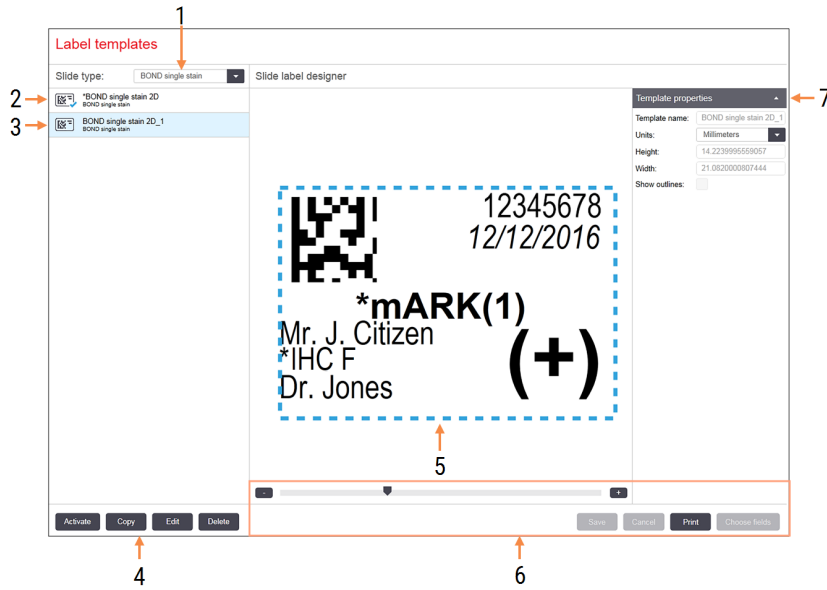 1
Label templates
Slide type: BOND single stain
Slide label designer
2
*BOND single stain 2D
BOND single stain
3
BOND single stain 2D_1
BOND single stain
Template properties
7
Template name: BOND single stain 2D_1
Units: Millimeters
Height: 14.2239995559057
Width: 21.0820000807444
Show outlines:
12345678
12/12/2016
*mARK(1)
Mr. J. Citizen
*IHC F
Dr. Jones
(+)
5
- +
Activate Copy Edit Delete
Save Cancel Print Choose fields
4
6